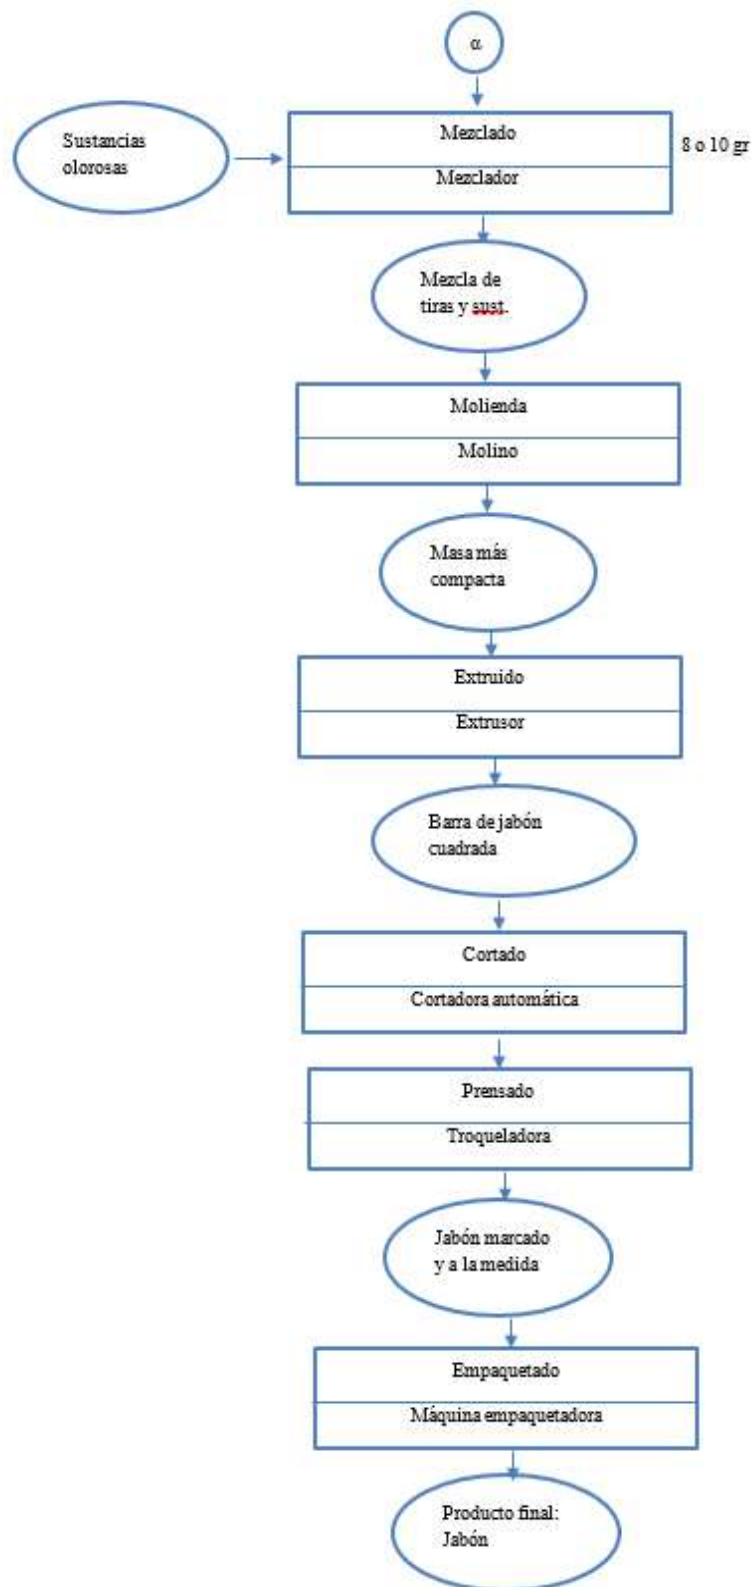 α
Mezclado
Sustancias
olorosas
8 o 10 gr
Mezclador
Mezcla de
tiras y sust.
Molienda
Molino
Masa más
compacta
Extruido
Extrusor
Barra de jabón
cuadrada
Cortado
Cortadora automática
Prensado
Troqueladora
Jabón marcado
y a la medida
Empaquetado
Máquina empaquetadora
Producto final:
Jabón